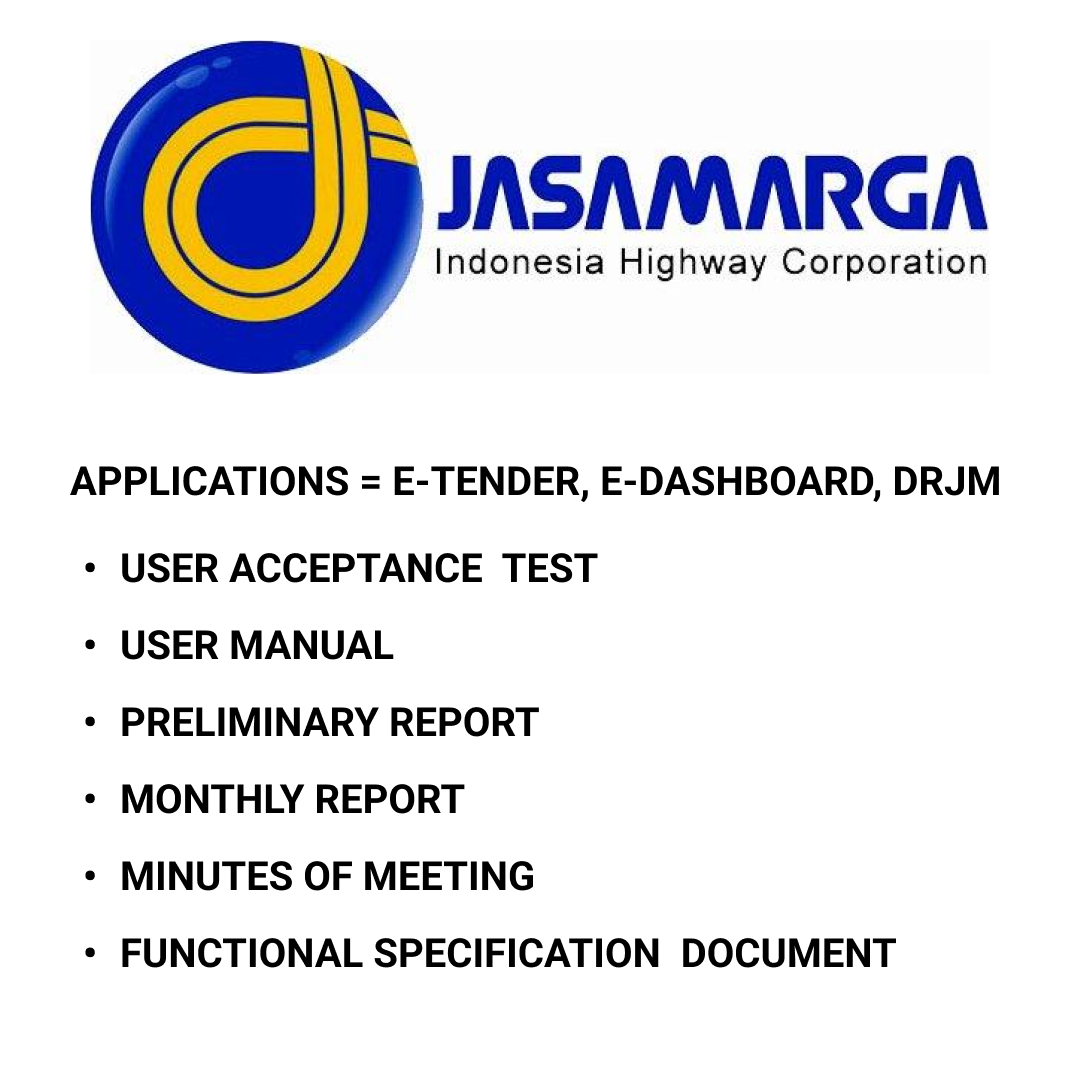 JASAMARGA
Indonesia Highway Corporation
APPLICATIONS = E-TENDER, E-DASHBOARD, DRJM
• USER ACCEPTANCE  TEST
• USER MANUAL
• PRELIMINARY REPORT
• MONTHLY REPORT
• MINUTES OF MEETING
• FUNCTIONAL SPECIFICATION  DOCUMENT